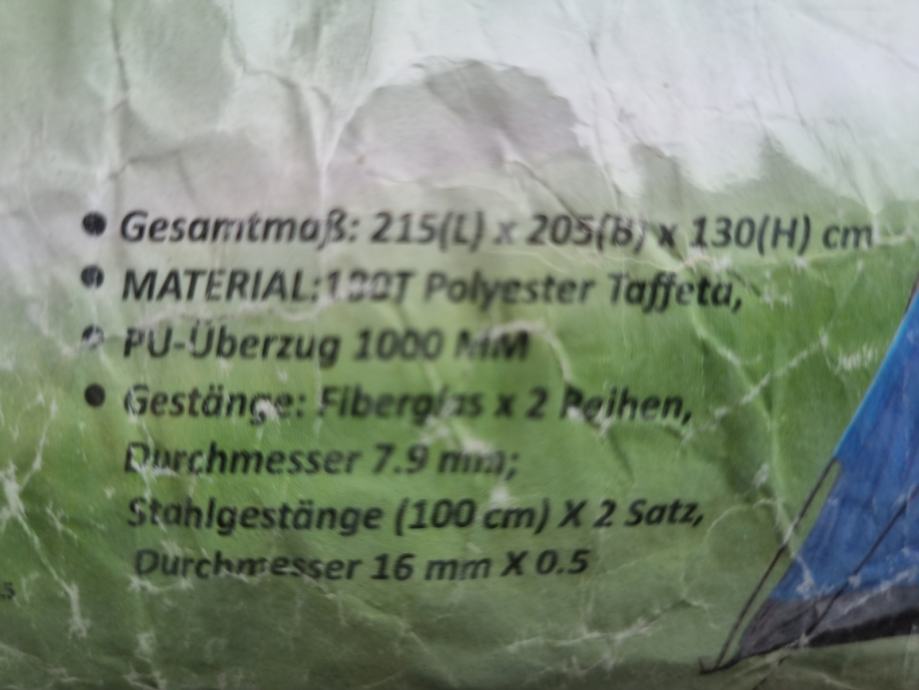 ● Gesamtmaß: 215(L) x 205(B) x 130(H) cm
● MATERIAL: Polyester Taffeta,
● PU-Überzug 1000 MM
● Gestänge: Fiberglas x 2 Reihen,
Durchmesser 7.9 mm;
Stahlgestänge (100 cm) X 2 Satz,
Durchmesser 16 mm X 0.5